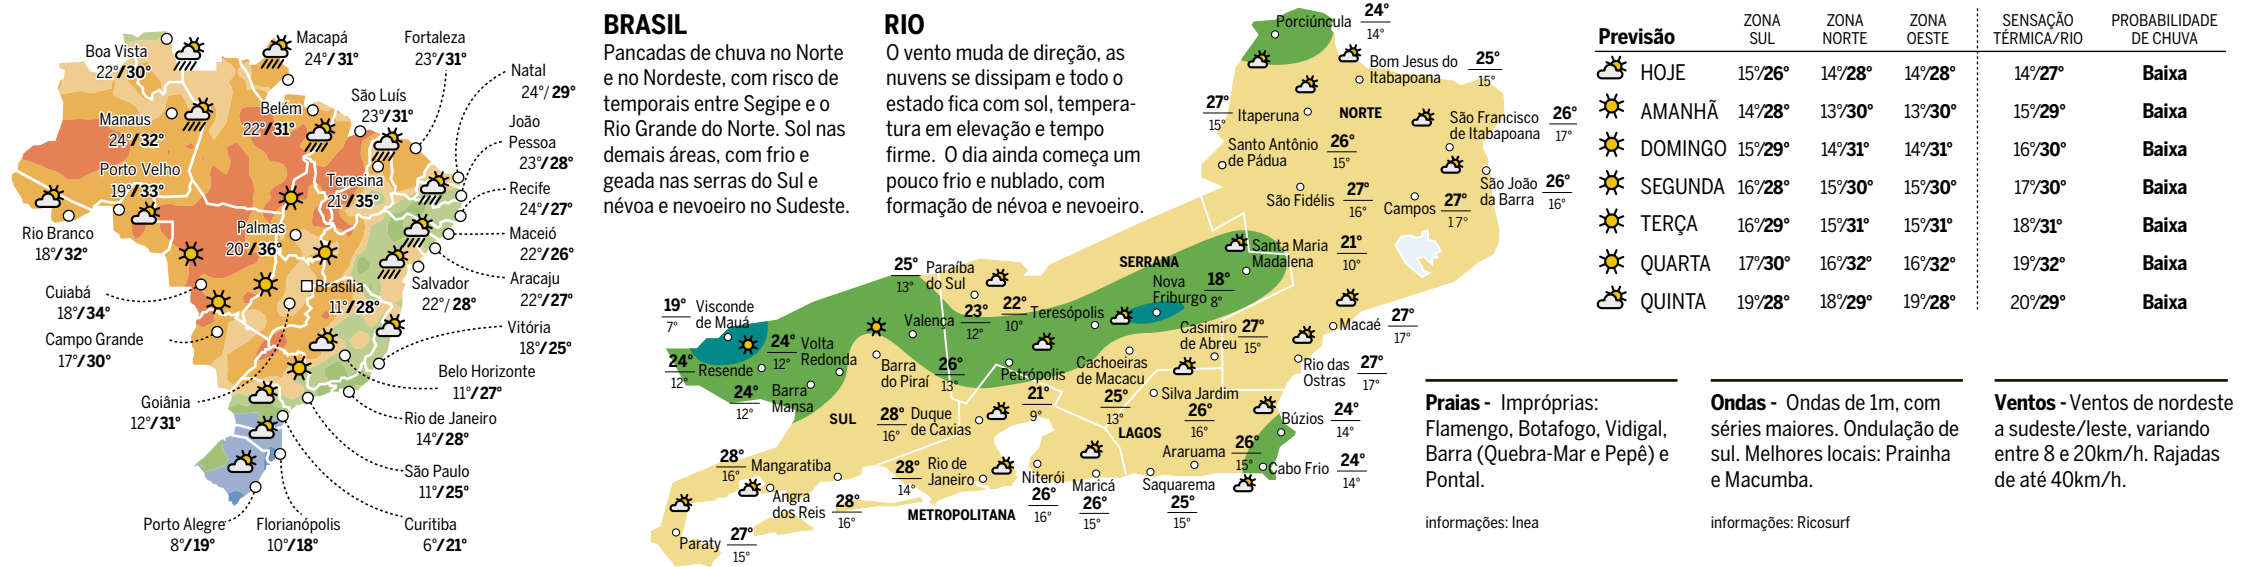 Boa Vista
22°/30°
Macapá
24°/31°
Fortaleza
23°/31°
Natal
24°/29°
Manaus
24°/32°
Belém
22°/31°
São Luís
23°/31°
João
Pessoa
23°/28°
Porto Velho
19°/33°
Teresina
21°/35°
Recife
24°/27°
Rio Branco
18°/32°
Palmas
20°/36°
Maceió
22°/26°
Cuiabá
18°/34°
Brasília
11°/28°
Salvador
22°/28°
Aracaju
22°/27°
Campo Grande
17°/30°
Vitória
18°/25°
Goiânia
12°/31°
Belo Horizonte
11°/27°
Rio de Janeiro
14°/28°
São Paulo
11°/25°
Porto Alegre
8°/19°
Florianópolis
10°/18°
Curitiba
6°/21°
BRASIL
Pancadas de chuva no Norte
e no Nordeste, com risco de
temporais entre Segipe e o
Rio Grande do Norte. Sol nas
demais áreas, com frio e
geada nas serras do Sul e
névoa e nevoeiro no Sudeste.
RIO
O vento muda de direção, as
nuvens se dissipam e todo o
estado fica com sol, tempera-
tura em elevação e tempo
firme. O dia ainda começa um
pouco frio e nublado, com
formação de névoa e nevoeiro.
Porciúncula
24°
14°
Bom Jesus do
Itabapoana
25°
15°
27°
15°
Itaperuna
NORTE
São Francisco
de Itabapoana
26°
17°
Santo Antônio
de Pádua
26°
15°
São Fidélis
27°
16°
Campos
27°
17°
São João
da Barra
26°
16°
SERRANA
Santa Maria
Madalena
21°
10°
25°
13°
Paraíba
do Sul
Nova
Friburgo
18°
8°
19°
7°
Visconde
de Mauá
Valença
23°
12°
22°
10°
Teresópolis
24°
12°
Volta
Redonda
Casimiro
de Abreu
27°
15°
Macaé
27°
17°
24°
12°
Resende
Barra
do Piraí
26°
13°
Petrópolis
21°
9°
Cachoeiras
de Macacu
25°
13°
Rio das
Ostras
27°
17°
24°
12°
Barra
Mansa
Silva Jardim
26°
16°
SUL
28°
16°
Duque
de Caxias
LAGOS
Búzios
24°
14°
28°
16°
Mangaratiba
28°
14°
Rio de
Janeiro
Niterói
26°
16°
Maricá
26°
15°
Araruama
26°
15°
Cabo Frio
24°
14°
Saquarema
25°
15°
Angra
dos Reis
28°
16°
METROPOLITANA
Paraty
27°
15°
Previsão
ZONA
SUL
ZONA
NORTE
ZONA
OESTE
SENSAÇÃO
TÉRMICA/RIO
PROBABILIDADE
DE CHUVA
HOJE 15°/26° 14°/28° 14°/28° 14°/27° Baixa
AMANHÃ 14°/28° 13°/30° 13°/30° 15°/29° Baixa
DOMINGO 15°/29° 14°/31° 14°/31° 16°/30° Baixa
SEGUNDA 16°/28° 15°/30° 15°/30° 17°/30° Baixa
TERÇA 16°/29° 15°/31° 15°/31° 18°/31° Baixa
QUARTA 17°/30° 16°/32° 16°/32° 19°/32° Baixa
QUINTA 19°/28° 18°/29° 19°/28° 20°/29° Baixa
Praias - Impróprias:
Flamengo, Botafogo, Vidigal,
Barra (Quebra-Mar e Pepê) e
Pontal.
informações: Inea
Ondas - Ondas de 1m, com
séries maiores. Ondulação de
sul. Melhores locais: Prainha
e Macumba.
informações: Ricosurf
Ventos - Ventos de nordeste
a sudeste/leste, variando
entre 8 e 20km/h. Rajadas
de até 40km/h.